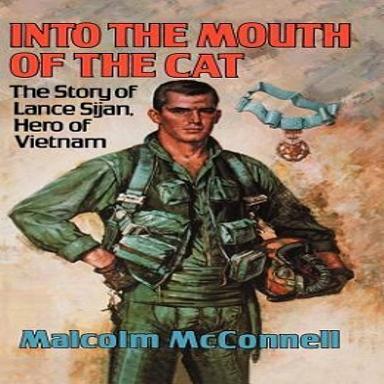 INTO THE MOUTH
OF THE CAT
The Story of
Lance Sijan,
Hero of
Vietnam
Malcolm McConnell